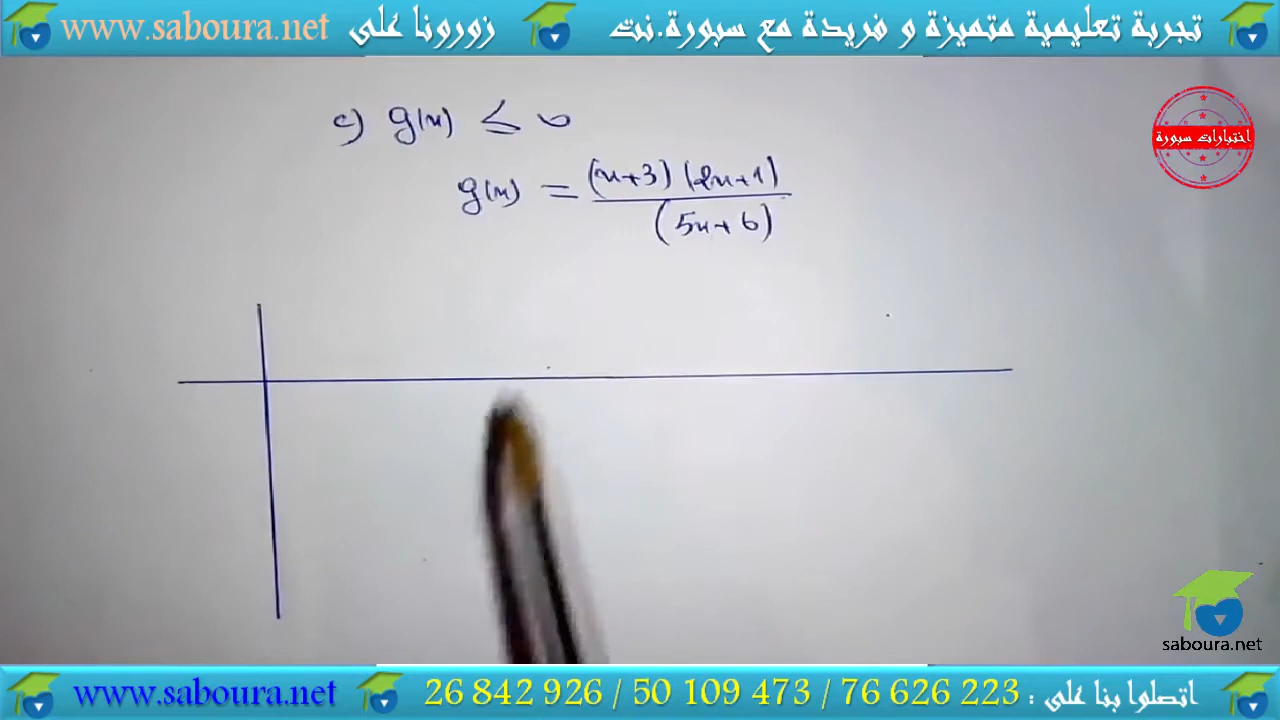 تجربة تعليمية متميزة و فريدة مع سبورة.نت زورونا على www.saboura.net
اختبارات سبورة
c) g(x) ≤ 0
g(x) = (x+3)(2x+1)
(5x+6)
saboura.net
اتصلوا بنا على : 26 842 926 / 50 109 473 / 76 626 223 www.saboura.net